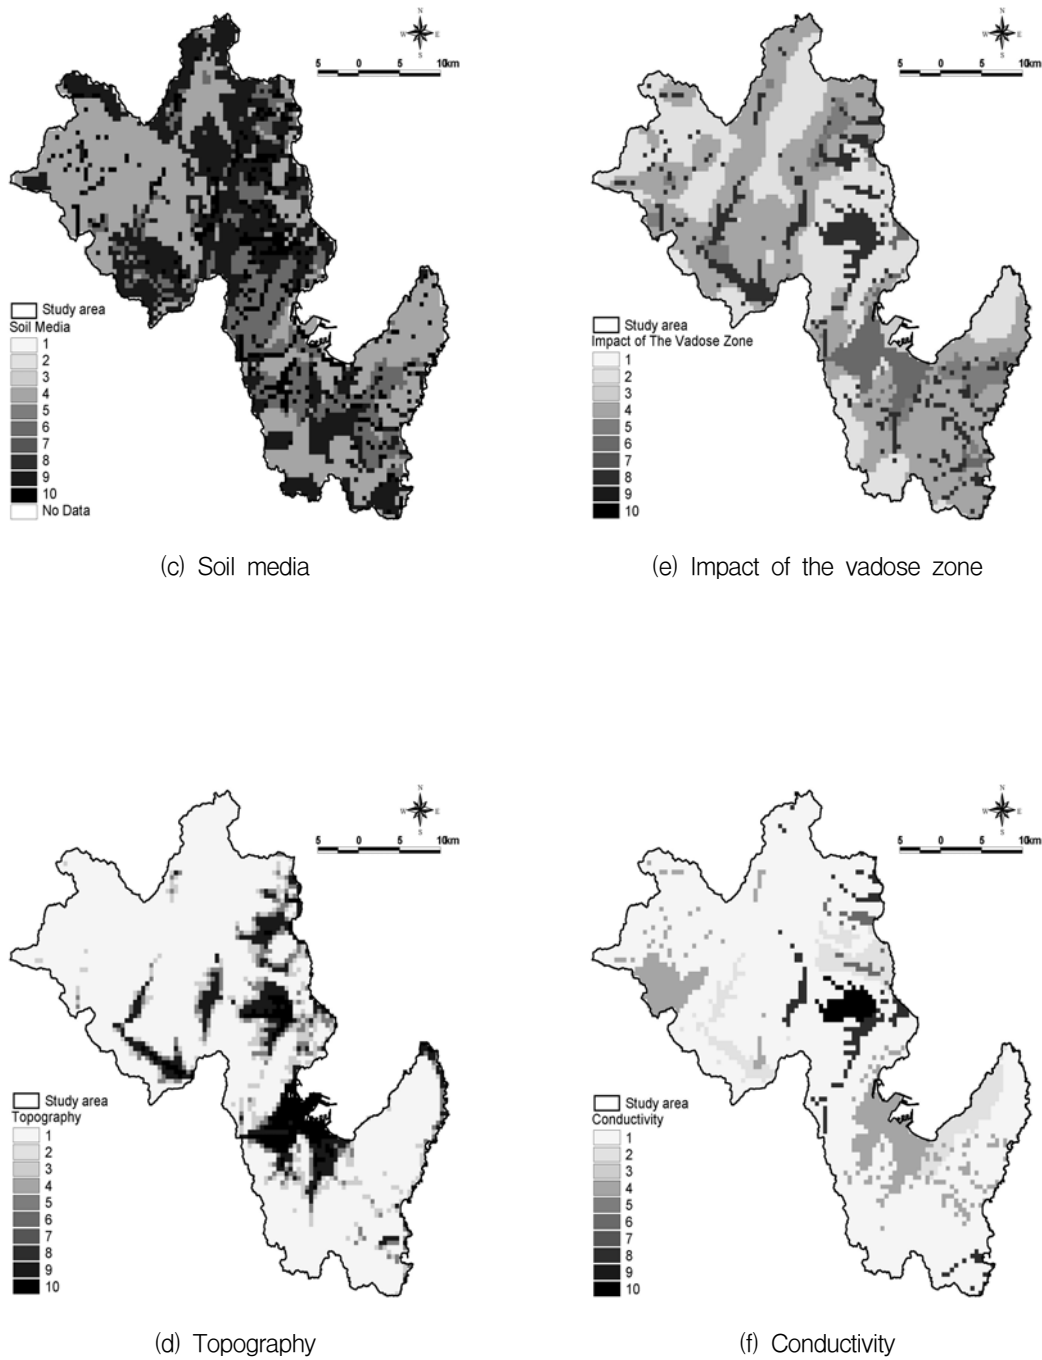 N
W E
S
5 0 5 10km
Study area
Soil Media
1
2
3
4
5
6
7
8
9
10
No Data
(c) Soil media
N
W E
S
5 0 5 10km
Study area
Impact of The Vadose Zone
1
2
3
4
5
6
7
8
9
10
(e) Impact of the vadose zone
N
W E
S
5 0 5 10km
Study area
Topography
1
2
3
4
5
6
7
8
9
10
(d) Topography
N
W E
S
5 0 5 10km
Study area
Conductivity
1
2
3
4
5
6
7
8
9
10
(f) Conductivity